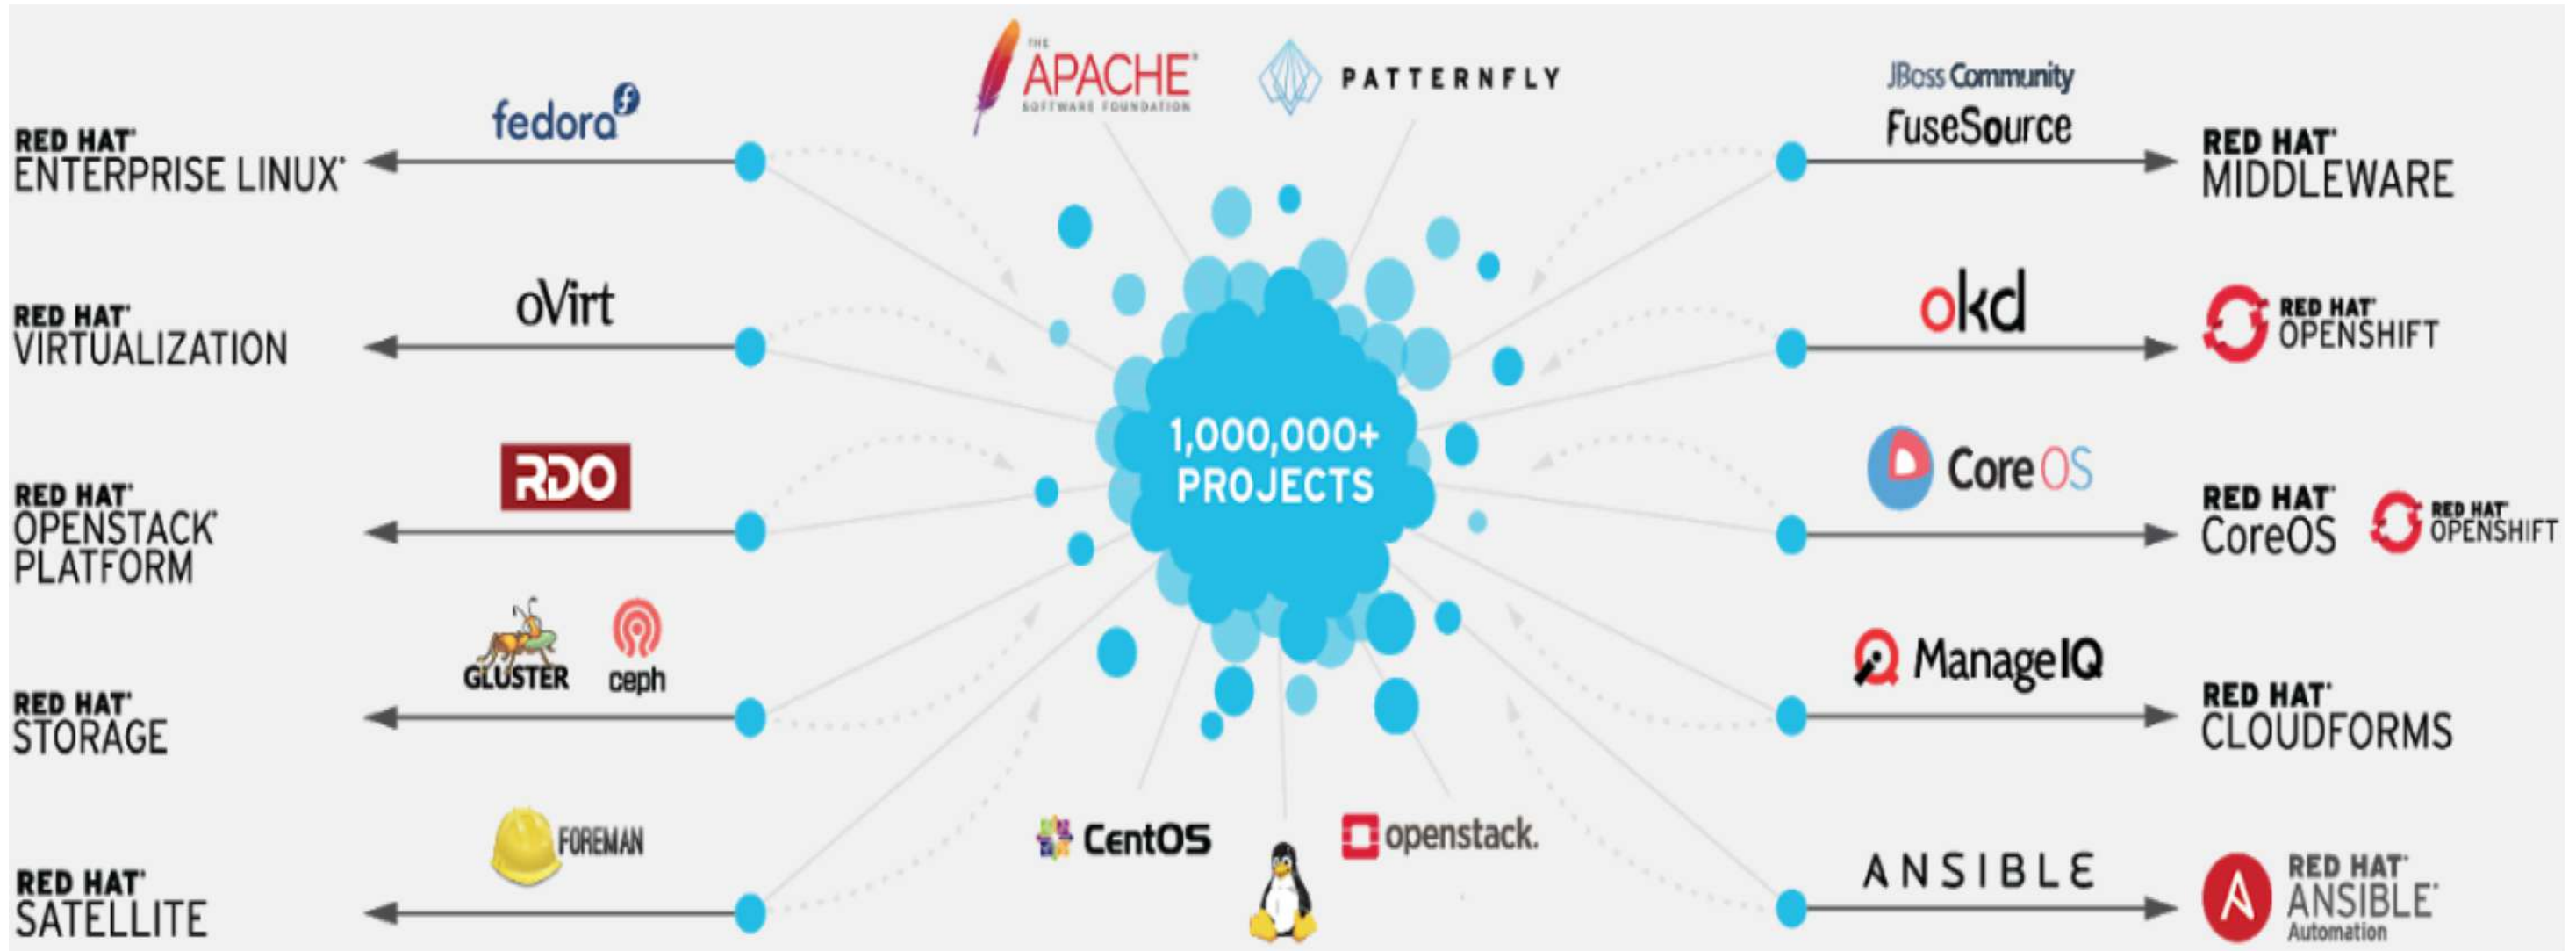 THE
APACHE®
SOFTWARE FOUNDATION
PATTERNFLY
fedora
RED HAT®
ENTERPRISE LINUX®
oVirt
RED HAT®
VIRTUALIZATION
RDO
RED HAT®
OPENSTACK®
PLATFORM
GLUSTER
ceph
RED HAT®
STORAGE
FOREMAN
RED HAT®
SATELLITE
1,000,000+
PROJECTS
CentOS
openstack.
JBoss Community
FuseSource
RED HAT®
MIDDLEWARE
okd
RED HAT®
OPENSHIFT
CoreOS
RED HAT®
CoreOS
RED HAT®
OPENSHIFT
ManageIQ
RED HAT®
CLOUDFORMS
ANSIBLE
RED HAT®
ANSIBLE®
Automation